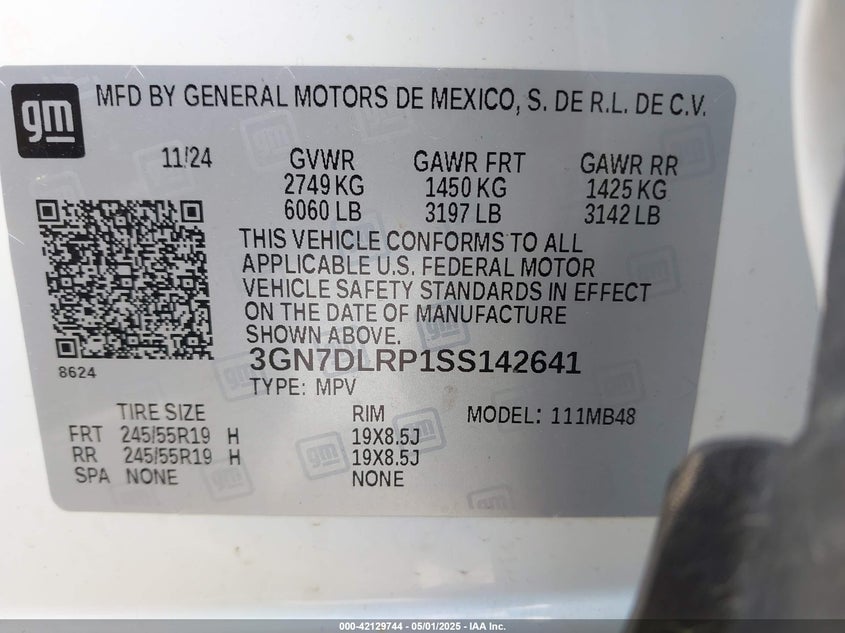 gm MFD BY GENERAL MOTORS DE MEXICO, S. DE R.L. DE C.V.
11/24 GVWR GAWR FRT GAWR RR
2749 KG 1450 KG 1425 KG
6060 LB 3197 LB 3142 LB
THIS VEHICLE CONFORMS TO ALL
APPLICABLE U.S. FEDERAL MOTOR
VEHICLE SAFETY STANDARDS IN EFFECT
ON THE DATE OF MANUFACTURE
SHOWN ABOVE.
8624 3GN7DLRP1SS142641
TYPE: MPV
TIRE SIZE RIM MODEL: 111MB48
FRT 245/55R19 H 19X8.5J
RR 245/55R19 H 19X8.5J
SPA NONE NONE
000-42129744 - 05/01/2025 - IAA Inc.